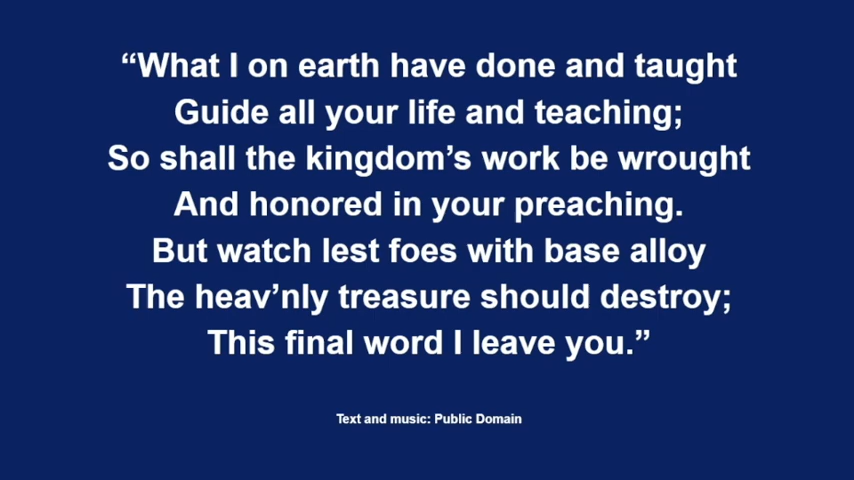 “What I on earth have done and taught
Guide all your life and teaching;
So shall the kingdom’s work be wrought
And honored in your preaching.
But watch lest foes with base alloy
The heav’nly treasure should destroy;
This final word I leave you.”
Text and music: Public Domain